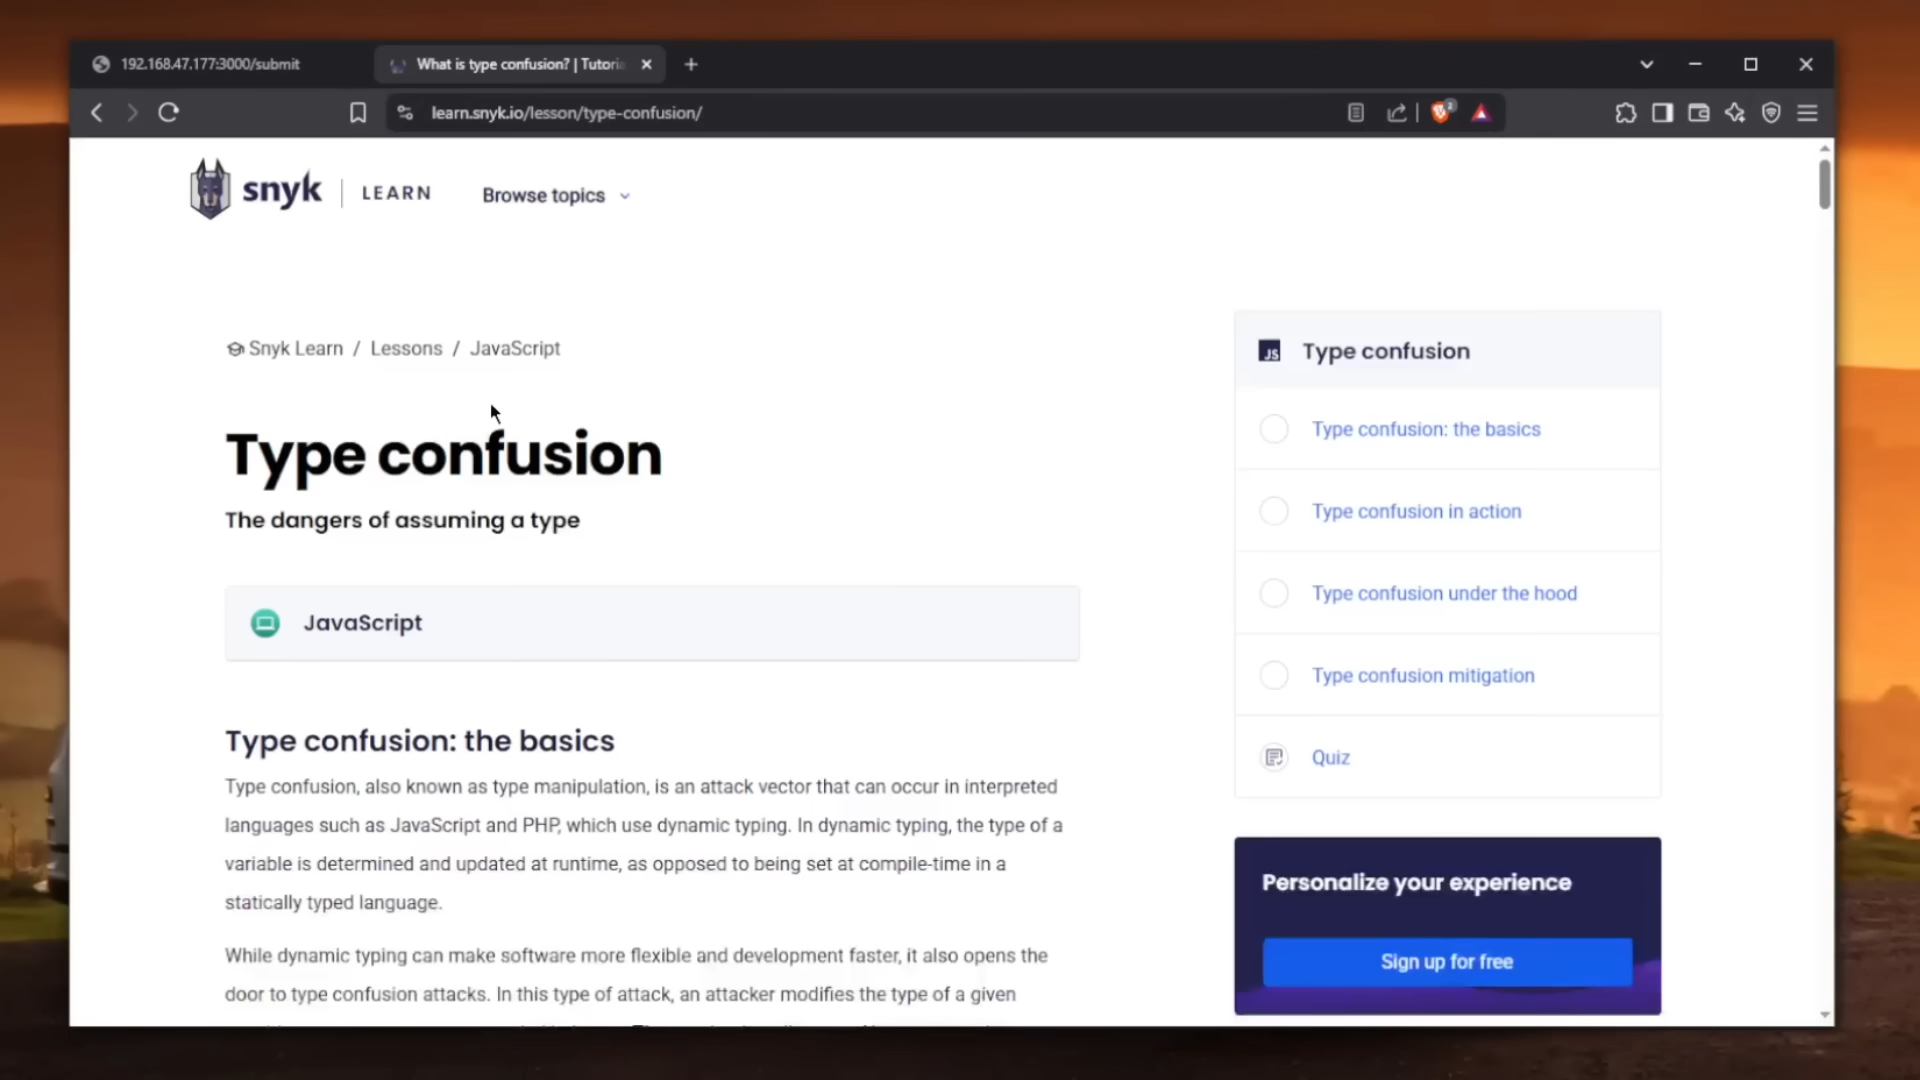 192.168.47.177:3000/submit
What is type confusion? | Tutori
learn.snyk.io/lesson/type-confusion/
2
snyk
LEARN
Browse topics
Snyk Learn / Lessons / JavaScript
Type confusion
The dangers of assuming a type
JavaScript
Type confusion: the basics
Type confusion, also known as type manipulation, is an attack vector that can occur in interpreted
languages such as JavaScript and PHP, which use dynamic typing. In dynamic typing, the type of a
variable is determined and updated at runtime, as opposed to being set at compile-time in a
statically typed language.
While dynamic typing can make software more flexible and development faster, it also opens the
door to type confusion attacks. In this type of attack, an attacker modifies the type of a given
JS
Type confusion
Type confusion: the basics
Type confusion in action
Type confusion under the hood
Type confusion mitigation
Quiz
Personalize your experience
Sign up for free